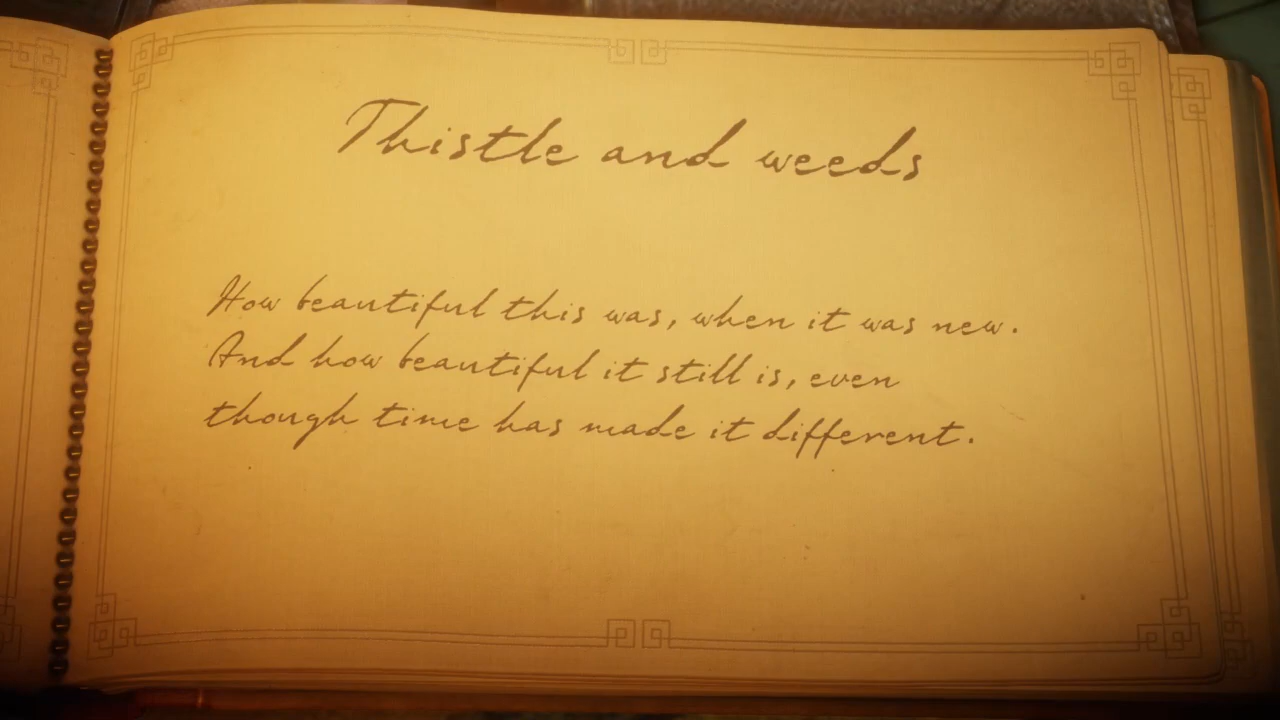 Thistle and weeds
How beautiful this was, when it was new.
And how beautiful it still is, even
though time has made it different.